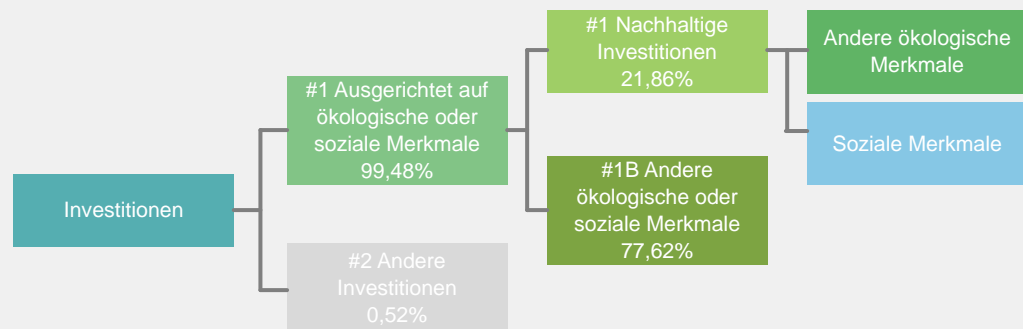 Investitionen
#1 Ausgerichtet auf
ökologische oder
soziale Merkmale
99,48%
#2 Andere
Investitionen
0,52%
#1 Nachhaltige
Investitionen
21,86%
#1B Andere
ökologische oder
soziale Merkmale
77,62%
Andere ökologische
Merkmale
Soziale Merkmale